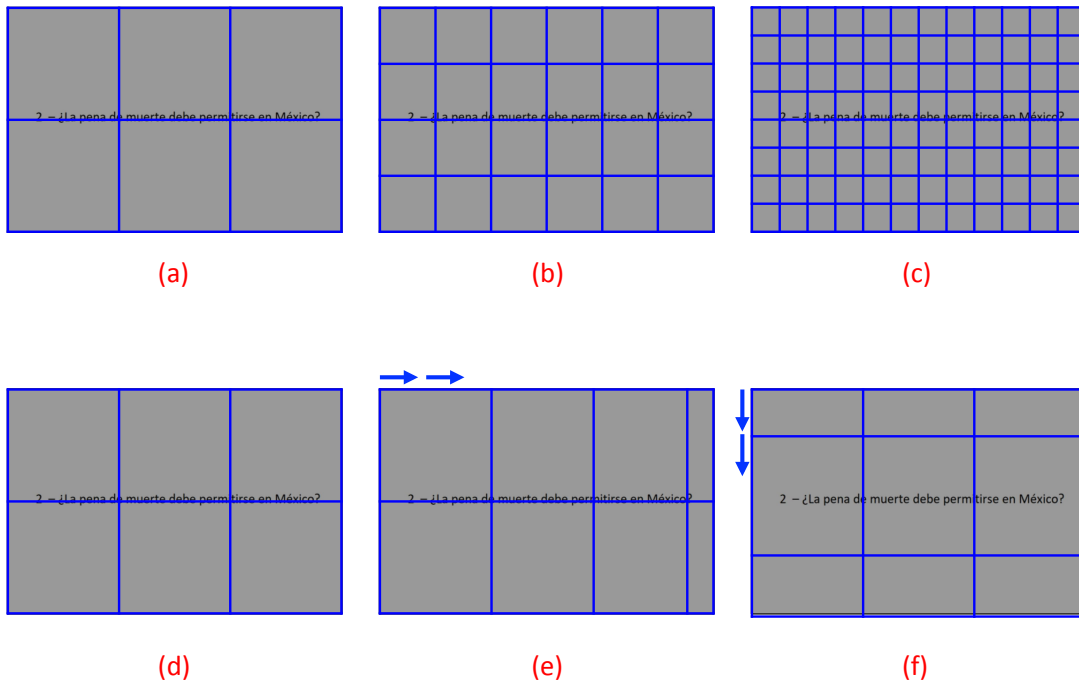 2 – ¿La pena de muerte debe permitirse en México?
2 – ¿La pena de muerte debe permitirse en México?
2 – ¿La pena de muerte debe permitirse en México?
(a)
(b)
(c)
2 – ¿La pena de muerte debe permitirse en México?
2 – ¿La pena de muerte debe permitirse en México?
2 – ¿La pena de muerte debe permitirse en México?
(d)
(e)
(f)